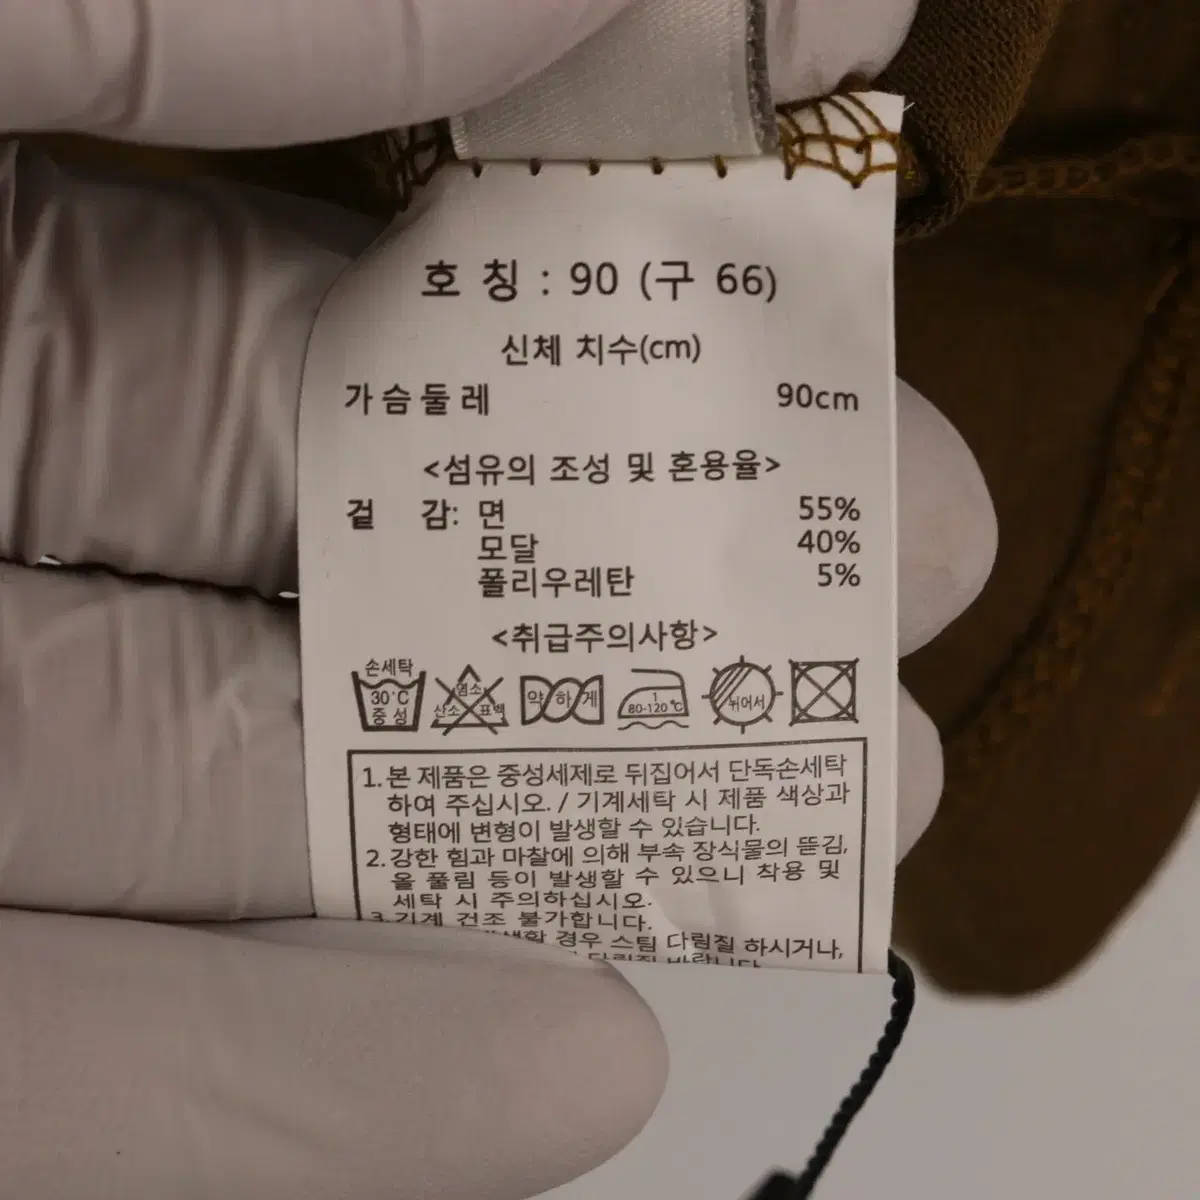 호 칭 : 90 (구 66)
신체 치수(cm)
가슴둘레 90cm
<섬유의 조성 및 혼용율>
겉 감: 면 55%
모달 40%
폴리우레탄 5%
<취급주의사항>
손세탁
30°C
중성
염소
산소 표백
약하게
1
80-120℃
뉘어서
1. 본 제품은 중성세제로 뒤집어서 단독손세탁
하여 주십시오. / 기계세탁 시 제품 색상과
형태에 변형이 발생할 수 있습니다.
2. 강한 힘과 마찰에 의해 부속 장식물의 뜯김,
올 풀림 등이 발생할 수 있으니 착용 및
세탁 시 주의하십시오.
3. 기계 건조 불가합니다.
경우 스팀 다림질 하시거나,
다림질 바랍니다.